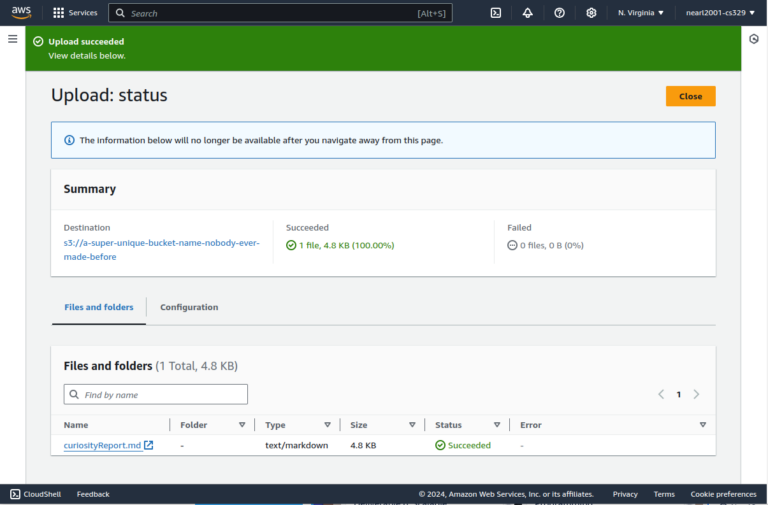 aws
Services
Search
[Alt+S]
N. Virginia ▼
nearl2001-cs329 ▼
Upload succeeded
View details below.
Upload: status
Close
The information below will no longer be available after you navigate away from this page.
Summary
Destination
s3://a-super-unique-bucket-name-nobody-ever-
made-before
Succeeded
1 file, 4.8 KB (100.00%)
Failed
0 files, 0 B (0%)
Files and folders
Configuration
Files and folders (1 Total, 4.8 KB)
Find by name
1
Name Folder Type Size Status Error
curiosityReport.md - text/markdown 4.8 KB Succeeded -
CloudShell Feedback © 2024, Amazon Web Services, Inc. or its affiliates. Privacy Terms Cookie preferences